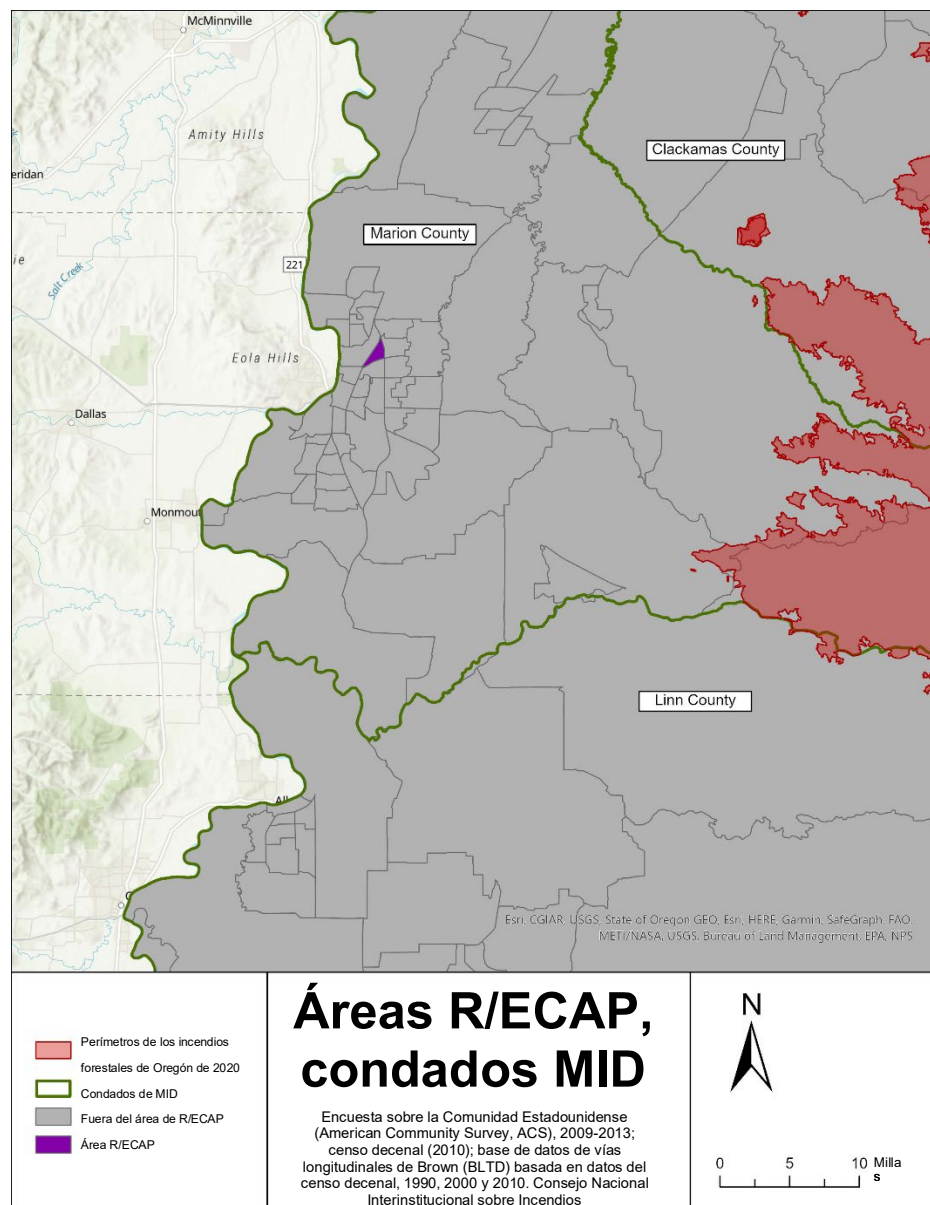 McMinnville
Amity Hills
Clackamas County
eridan
Marion County
ie
221
Salt Creek
Eola Hills
Dallas
Monmout
Linn County
Esri, CGIAR, USGS, State of Oregon GEO, Esri, HERE, Garmin, SafeGraph, FAO,
METI/NASA, USGS, Bureau of Land Management, EPA, NPS
Perímetros de los incendios
forestales de Oregón de 2020
Condados de MID
Fuera del área de R/ECAP
Área R/ECAP
Áreas R/ECAP,
condados MID
Encuesta sobre la Comunidad Estadounidense
(American Community Survey, ACS), 2009-2013;
censo decenal (2010); base de datos de vías
longitudinales de Brown (BLTD) basada en datos del
censo decenal, 1990, 2000 y 2010. Consejo Nacional
Interinstitucional sobre Incendios
N
0 5 10 Milla
s